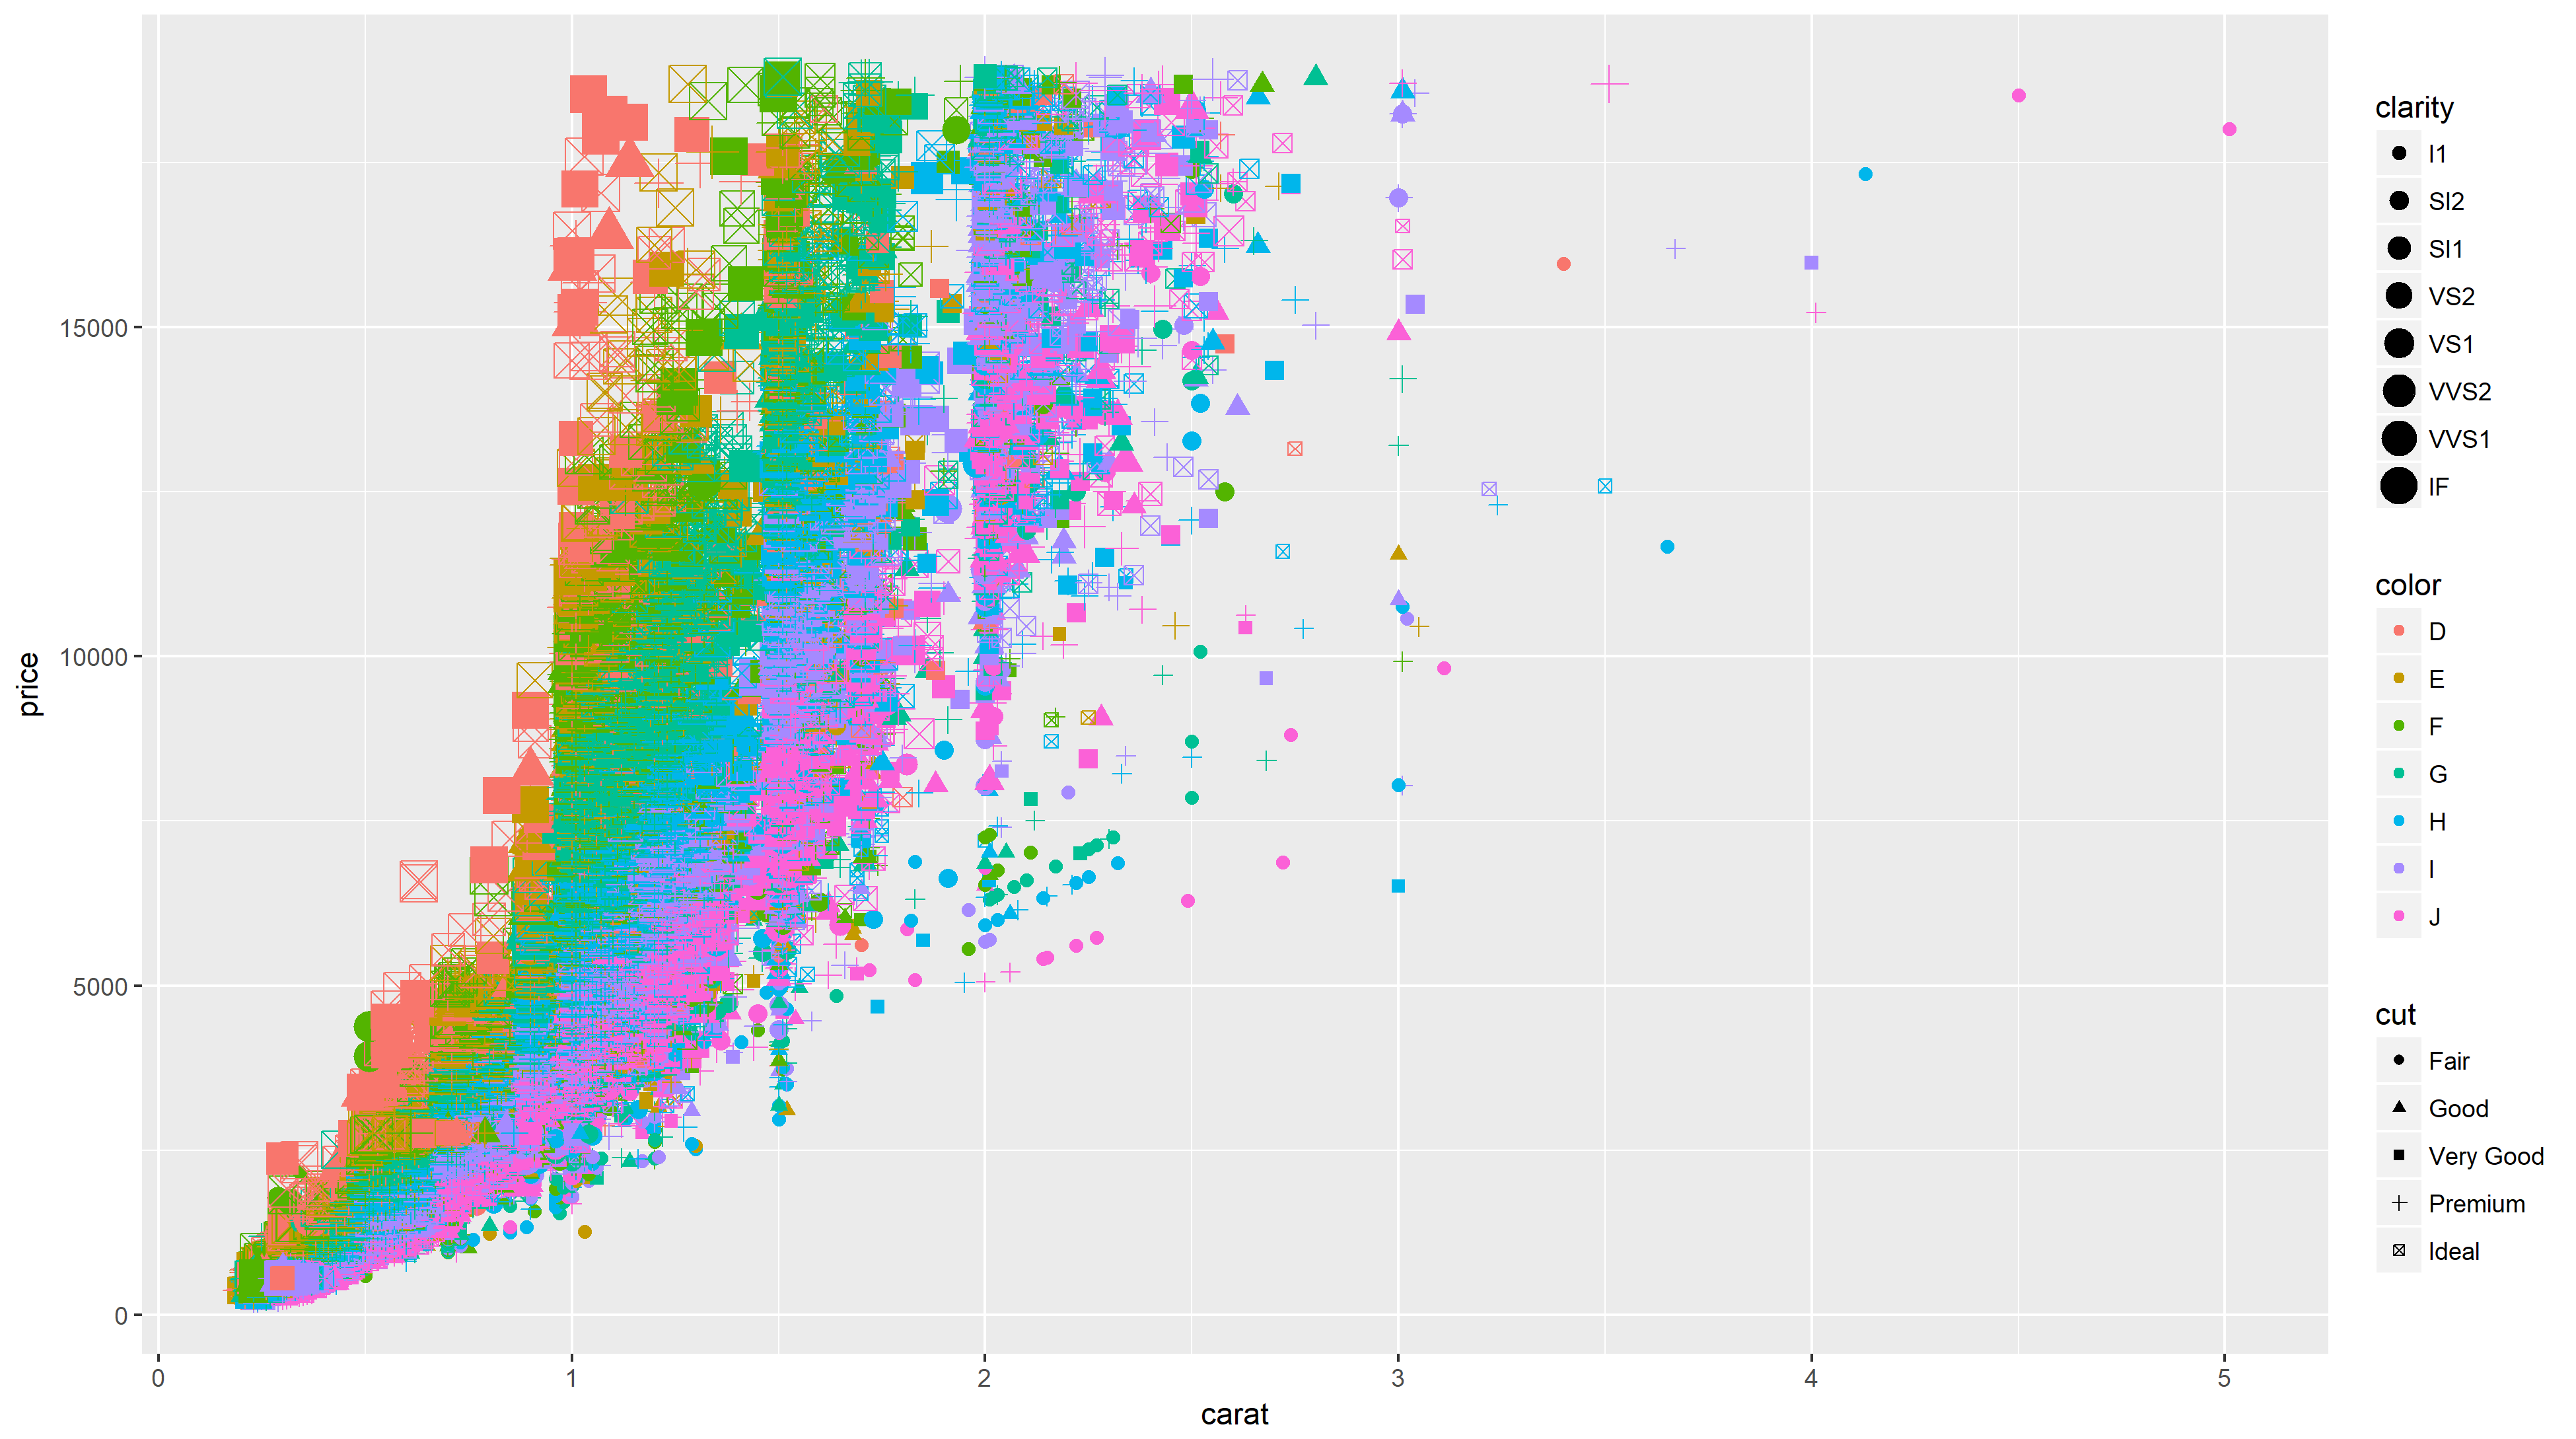 price
15000
10000
5000
0
0 1 2 3 4 5
carat
clarity
I1
SI2
SI1
VS2
VS1
VVS2
VVS1
IF
color
D
E
F
G
H
I
J
cut
Fair
Good
Very Good
Premium
Ideal